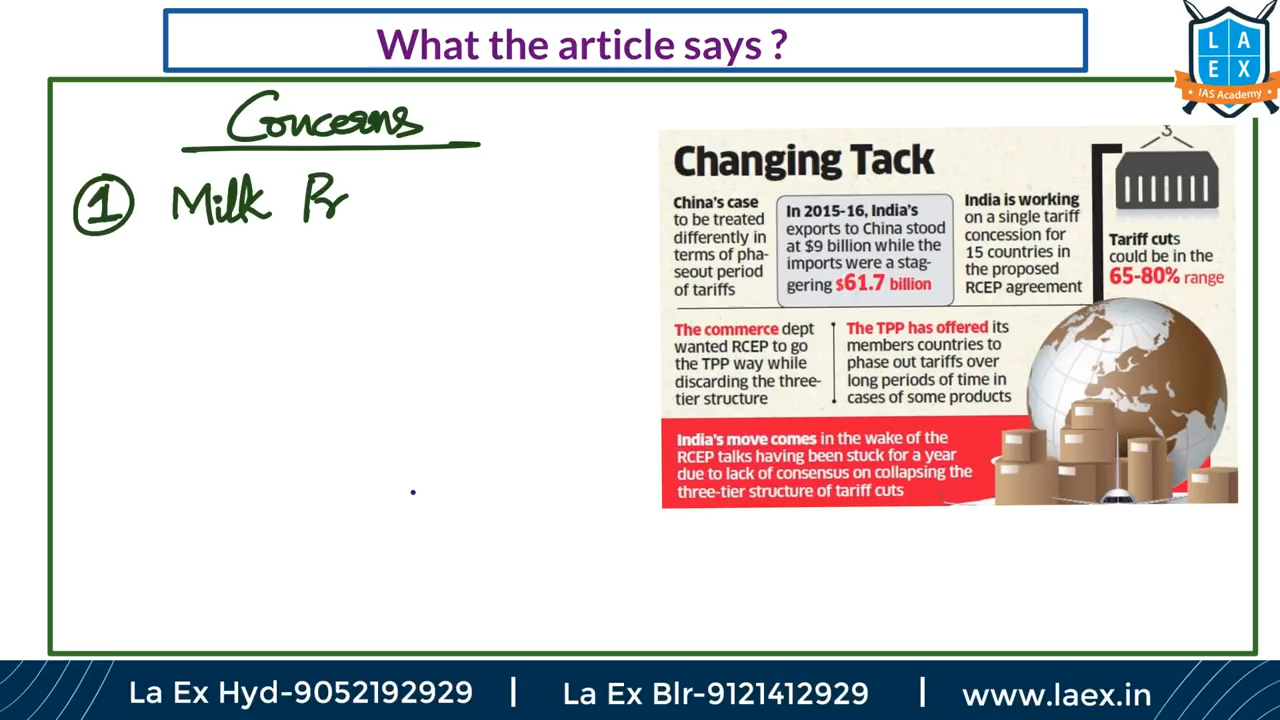 What the article says ?
L A
E X
IAS Academy
Concerns
1 Milk Pr
Changing Tack
China's case
to be treated
differently in
terms of pha-
seout period
of tariffs
In 2015-16, India's
exports to China stood
at $9 billion while the
imports were a stag-
gering $61.7 billion
India is working
on a single tariff
concession for
15 countries in
the proposed
RCEP agreement
Tariff cuts
could be in the
65-80% range
The commerce dept
wanted RCEP to go
the TPP way while
discarding the three-
tier structure
The TPP has offered its
members countries to
phase out tariffs over
long periods of time in
cases of some products
India's move comes in the wake of the
RCEP talks having been stuck for a year
due to lack of consensus on collapsing the
three-tier structure of tariff cuts
La Ex Hyd-9052192929 | La Ex Blr-9121412929 | www.laex.in